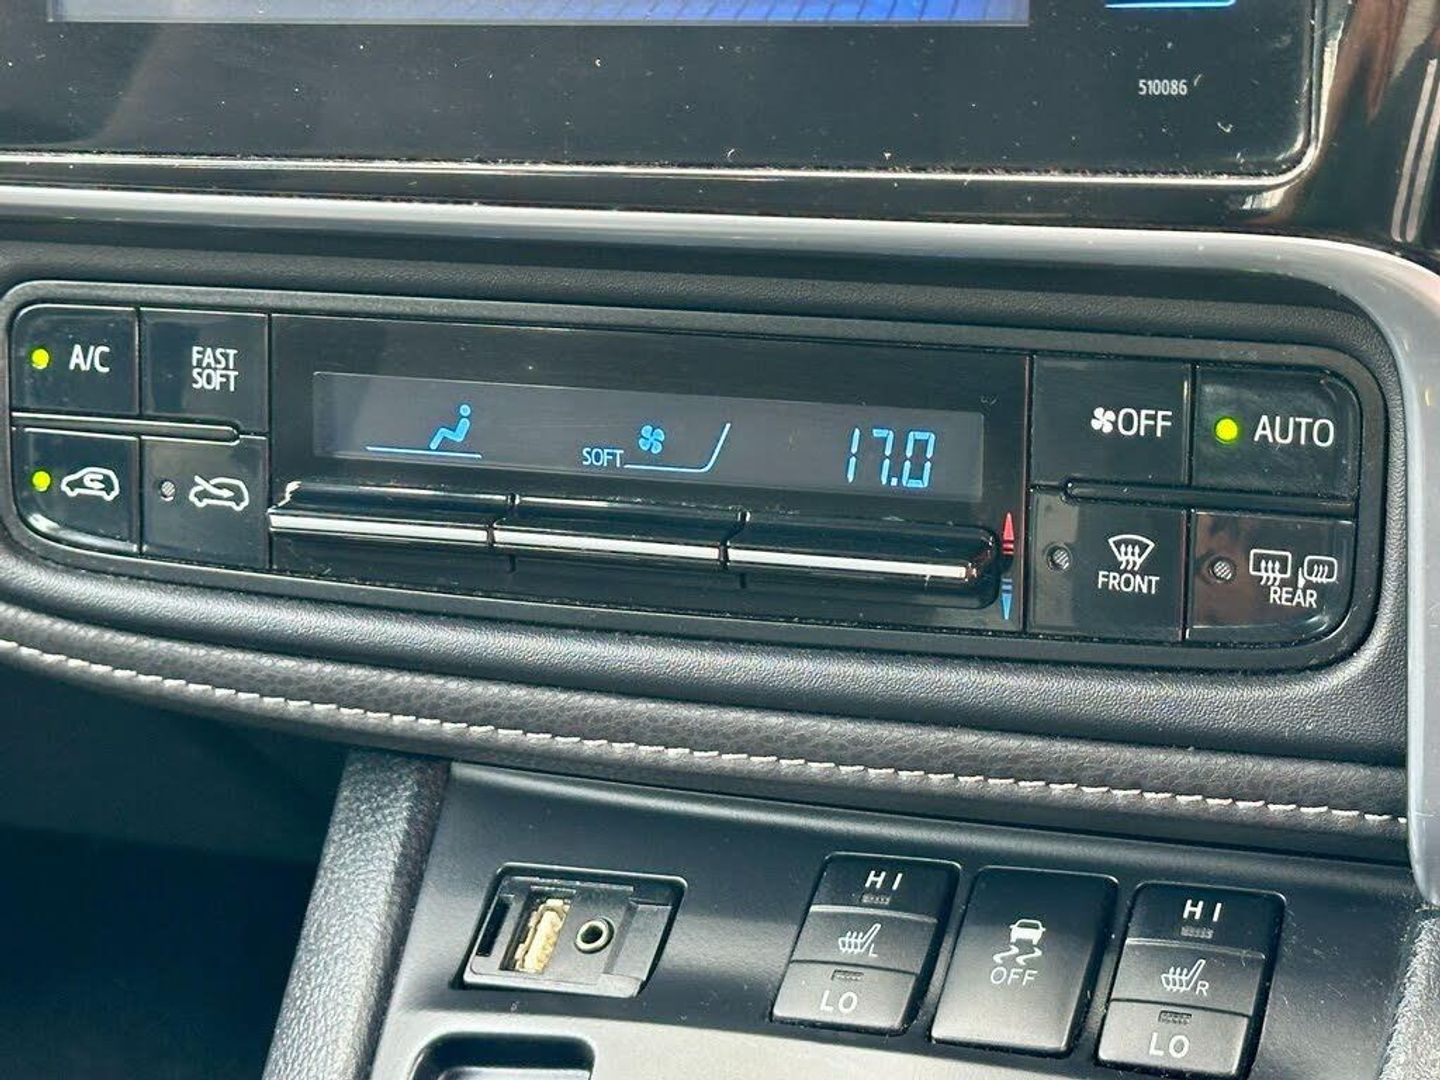 510086
A/C
FAST
SOFT
SOFT
17.0
OFF
AUTO
FRONT
REAR
HI
L
LO
OFF
HI
R
LO